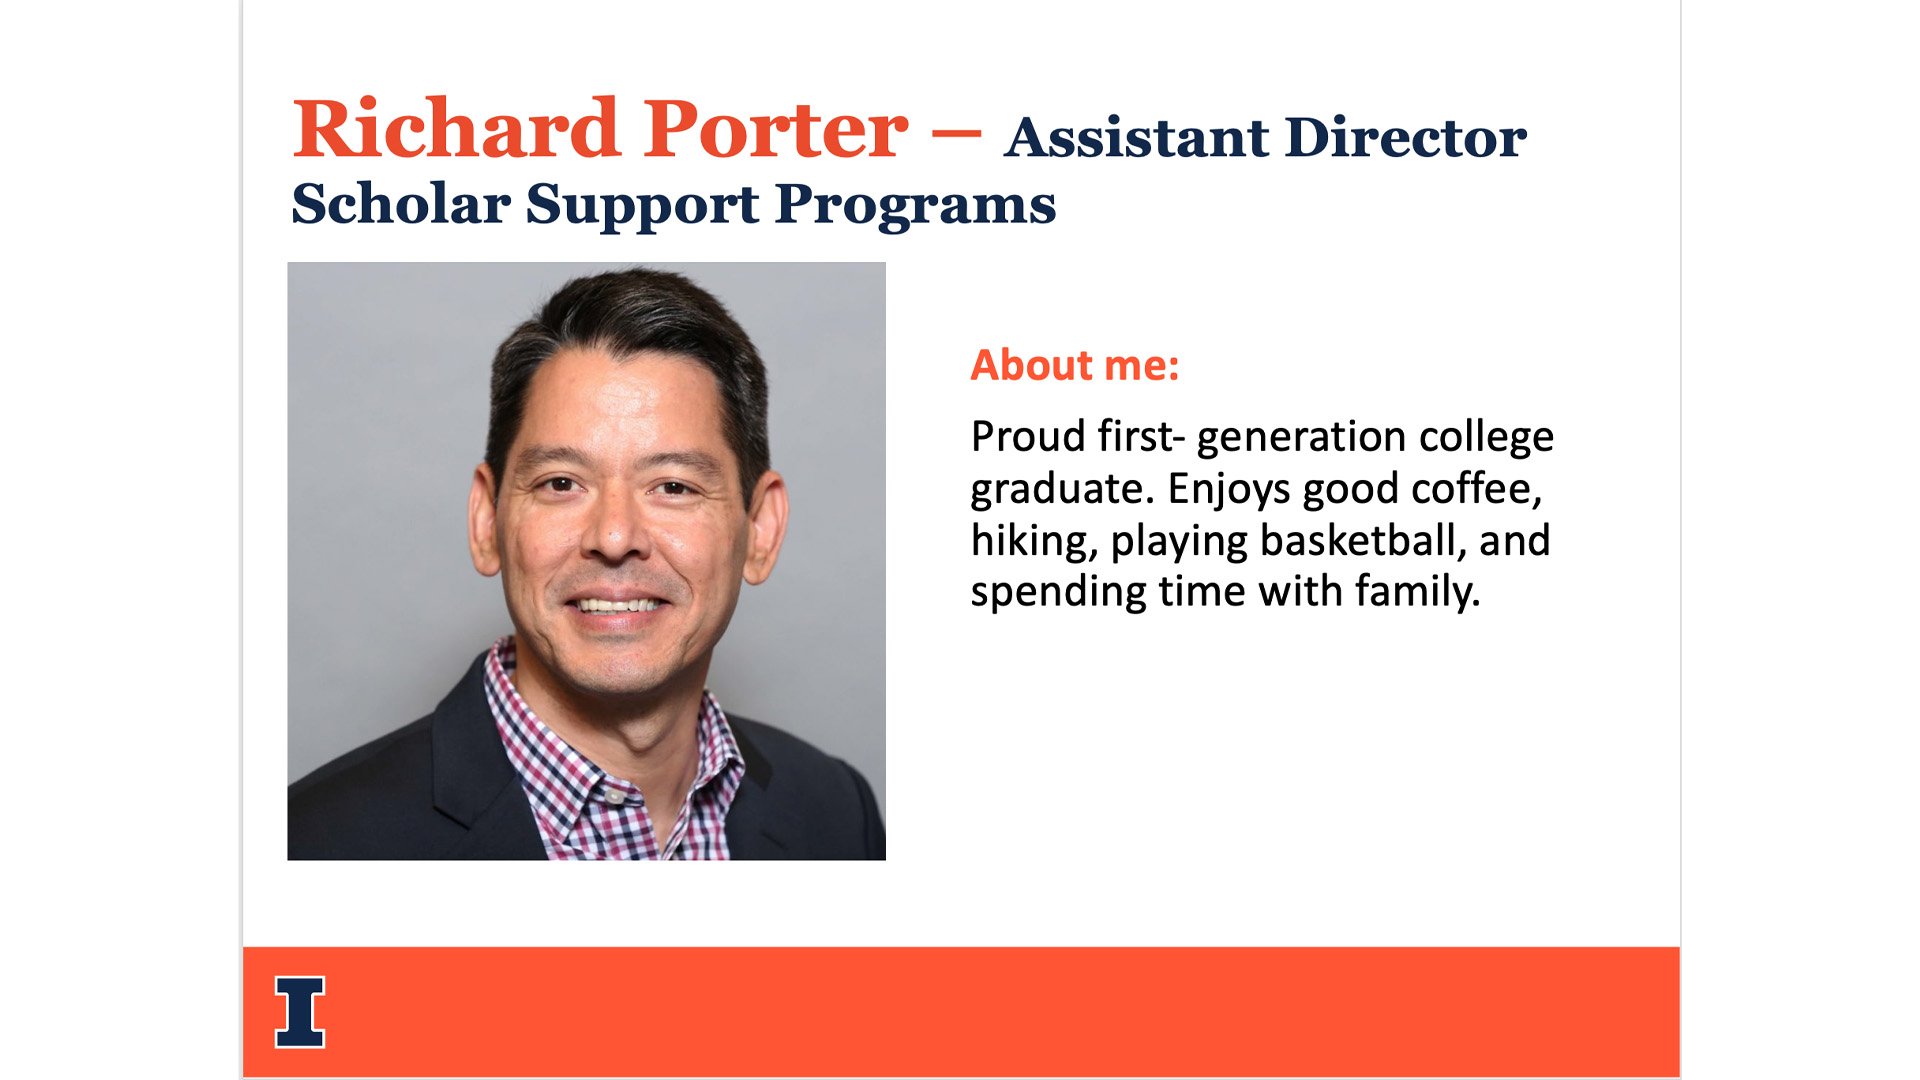 Richard Porter – Assistant Director
Scholar Support Programs
About me:
Proud first- generation college
graduate. Enjoys good coffee,
hiking, playing basketball, and
spending time with family.
I